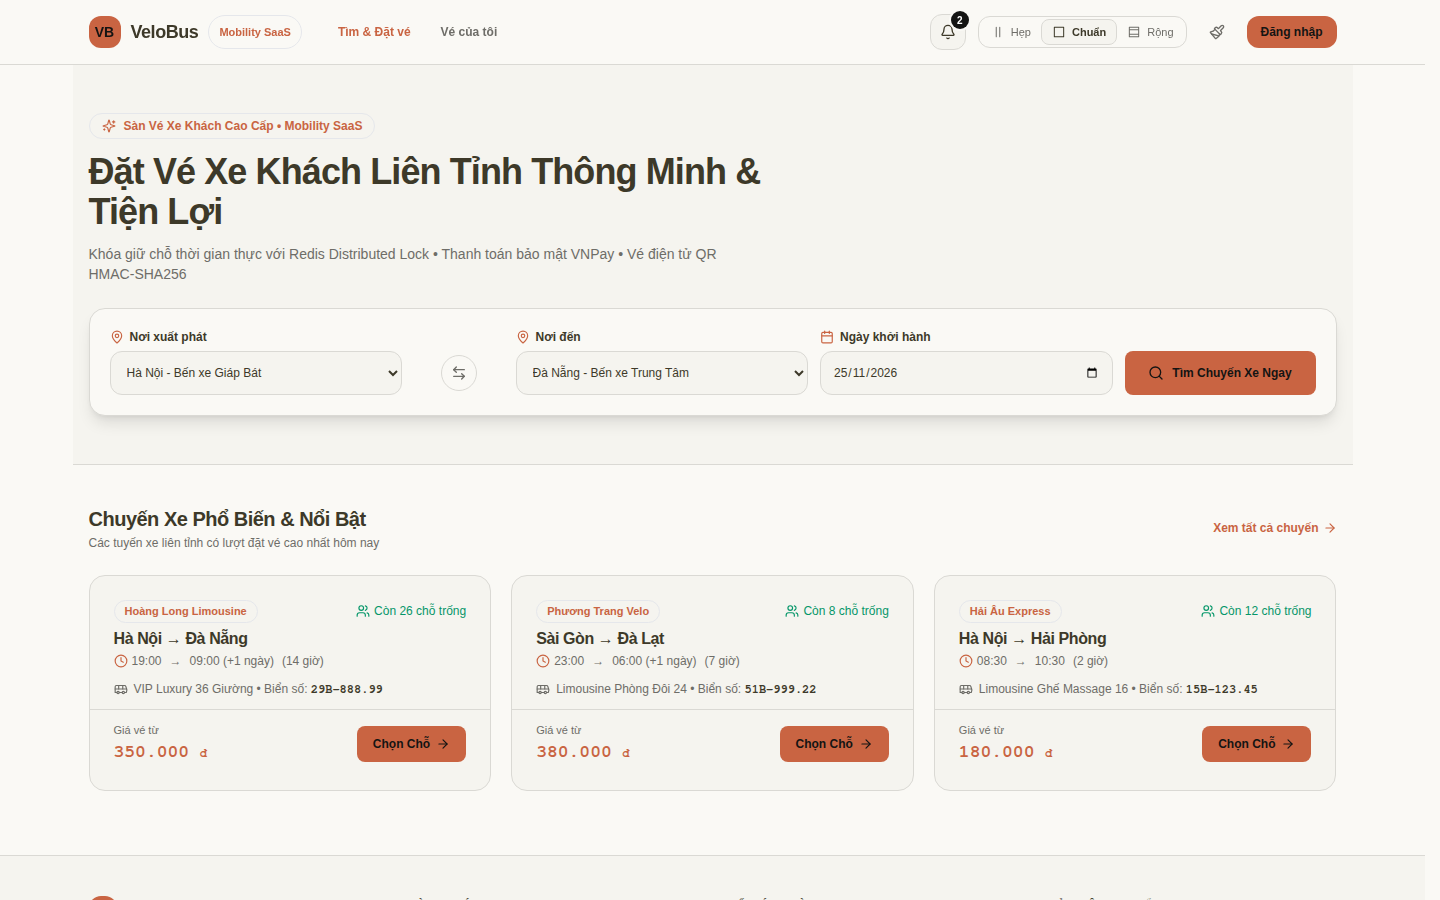 VB VeloBus Mobility SaaS Tìm & Đặt vé Vé của tôi 2 Hẹp Chuẩn Rộng Đăng nhập
Sàn Vé Xe Khách Cao Cấp • Mobility SaaS
Đặt Vé Xe Khách Liên Tỉnh Thông Minh &
Tiện Lợi
Khóa giữ chỗ thời gian thực với Redis Distributed Lock • Thanh toán bảo mật VNPay • Vé điện tử QR
HMAC-SHA256
Nơi xuất phát Nơi đến Ngày khởi hành
Hà Nội - Bến xe Giáp Bát Đà Nẵng - Bến xe Trung Tâm 25/11/2026 Tìm Chuyến Xe Ngay
Chuyến Xe Phổ Biến & Nổi Bật
Các tuyến xe liên tỉnh có lượt đặt vé cao nhất hôm nay
Xem tất cả chuyến →
Hoàng Long Limousine Còn 26 chỗ trống
Hà Nội → Đà Nẵng
19:00 → 09:00 (+1 ngày) (14 giờ)
VIP Luxury 36 Giường • Biển số: 29B-888.99
Giá vé từ
350.000 đ Chọn Chỗ →
Phương Trang Velo Còn 8 chỗ trống
Sài Gòn → Đà Lạt
23:00 → 06:00 (+1 ngày) (7 giờ)
Limousine Phòng Đôi 24 • Biển số: 51B-999.22
Giá vé từ
380.000 đ Chọn Chỗ →
Hải Âu Express Còn 12 chỗ trống
Hà Nội → Hải Phòng
08:30 → 10:30 (2 giờ)
Limousine Ghế Massage 16 • Biển số: 15B-123.45
Giá vé từ
180.000 đ Chọn Chỗ →